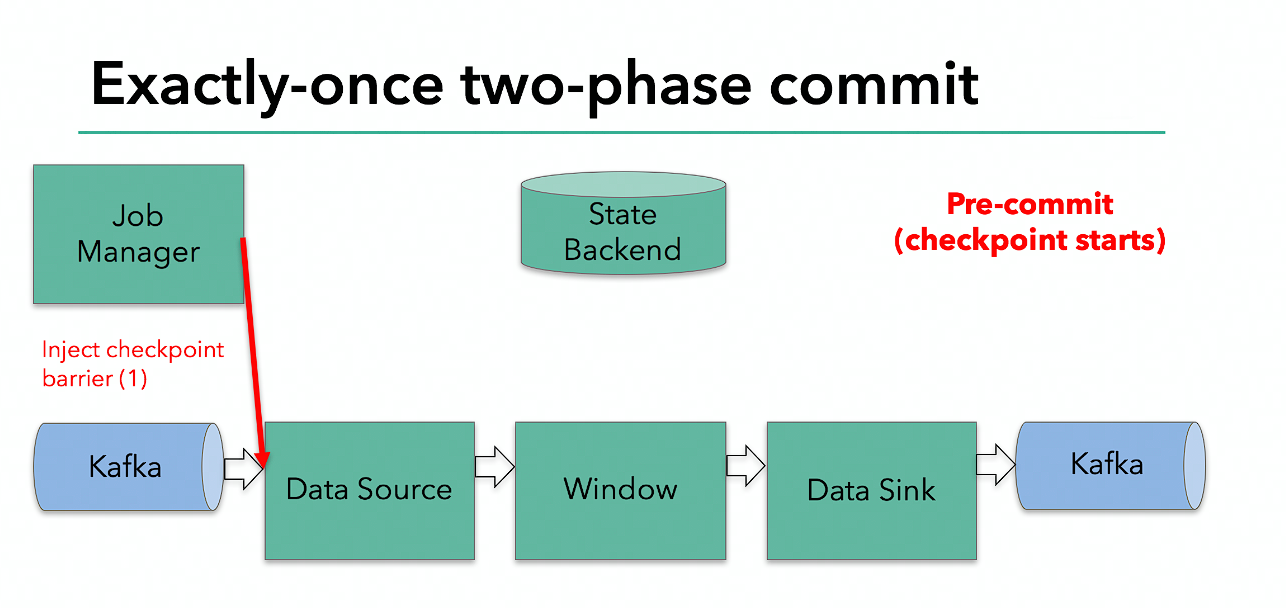 Exactly-once two-phase commit
Job
Manager
State
Backend
Pre-commit
(checkpoint starts)
Inject checkpoint
barrier (1)
Kafka
Data Source
Window
Data Sink
Kafka